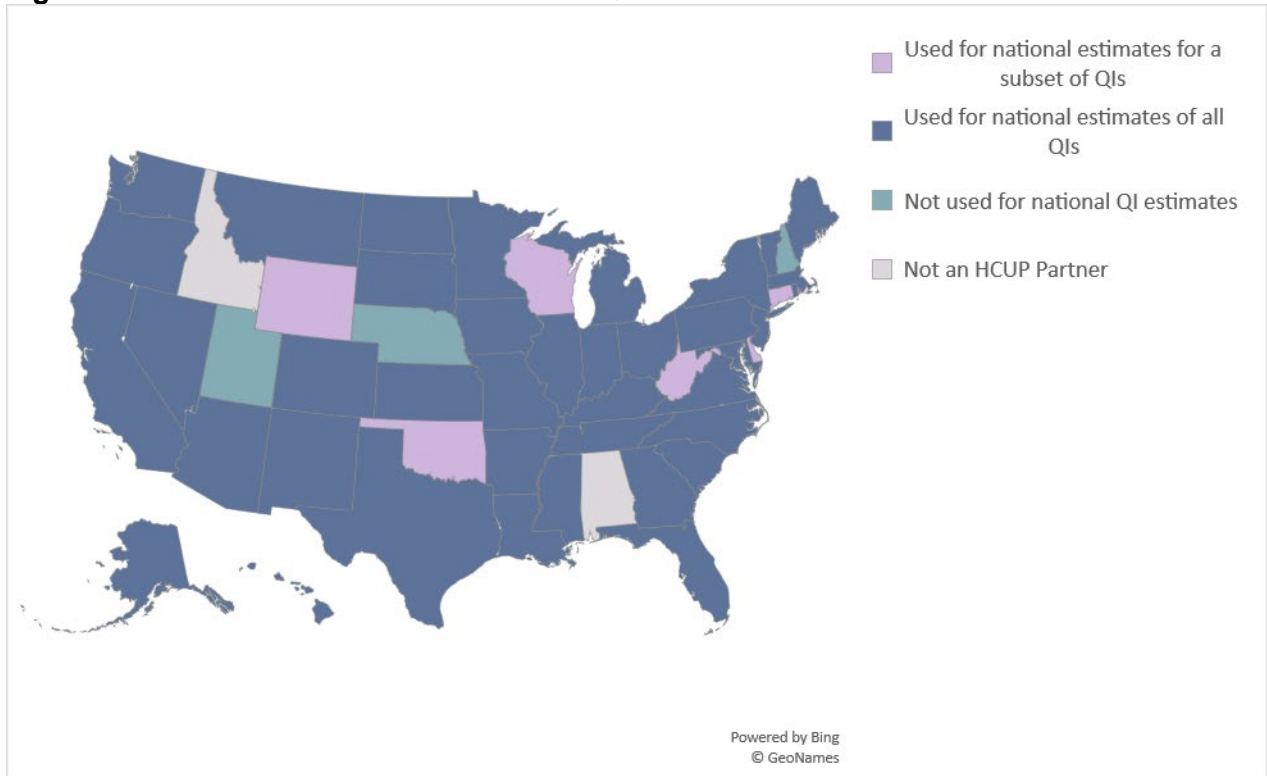 Used for national estimates for a
subset of QIs
Used for national estimates of all
QIs
Not used for national QI estimates
Not an HCUP Partner
Powered by Bing
© GeoNames